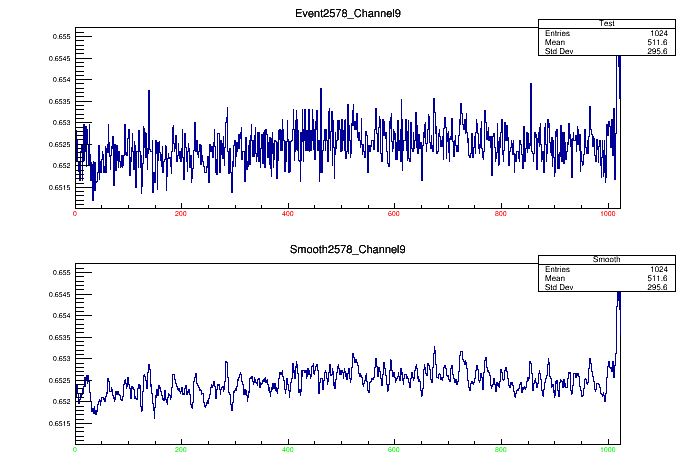 Event2578_Channel9
Test
Entries 1024
Mean 511.6
Std Dev 295.6
0.655
0.6545
0.654
0.6535
0.653
0.6525
0.652
0.6515
0 200 400 600 800 1000
Smooth2578_Channel9
Smooth
Entries 1024
Mean 511.6
Std Dev 295.6
0.655
0.6545
0.654
0.6535
0.653
0.6525
0.652
0.6515
0 200 400 600 800 1000